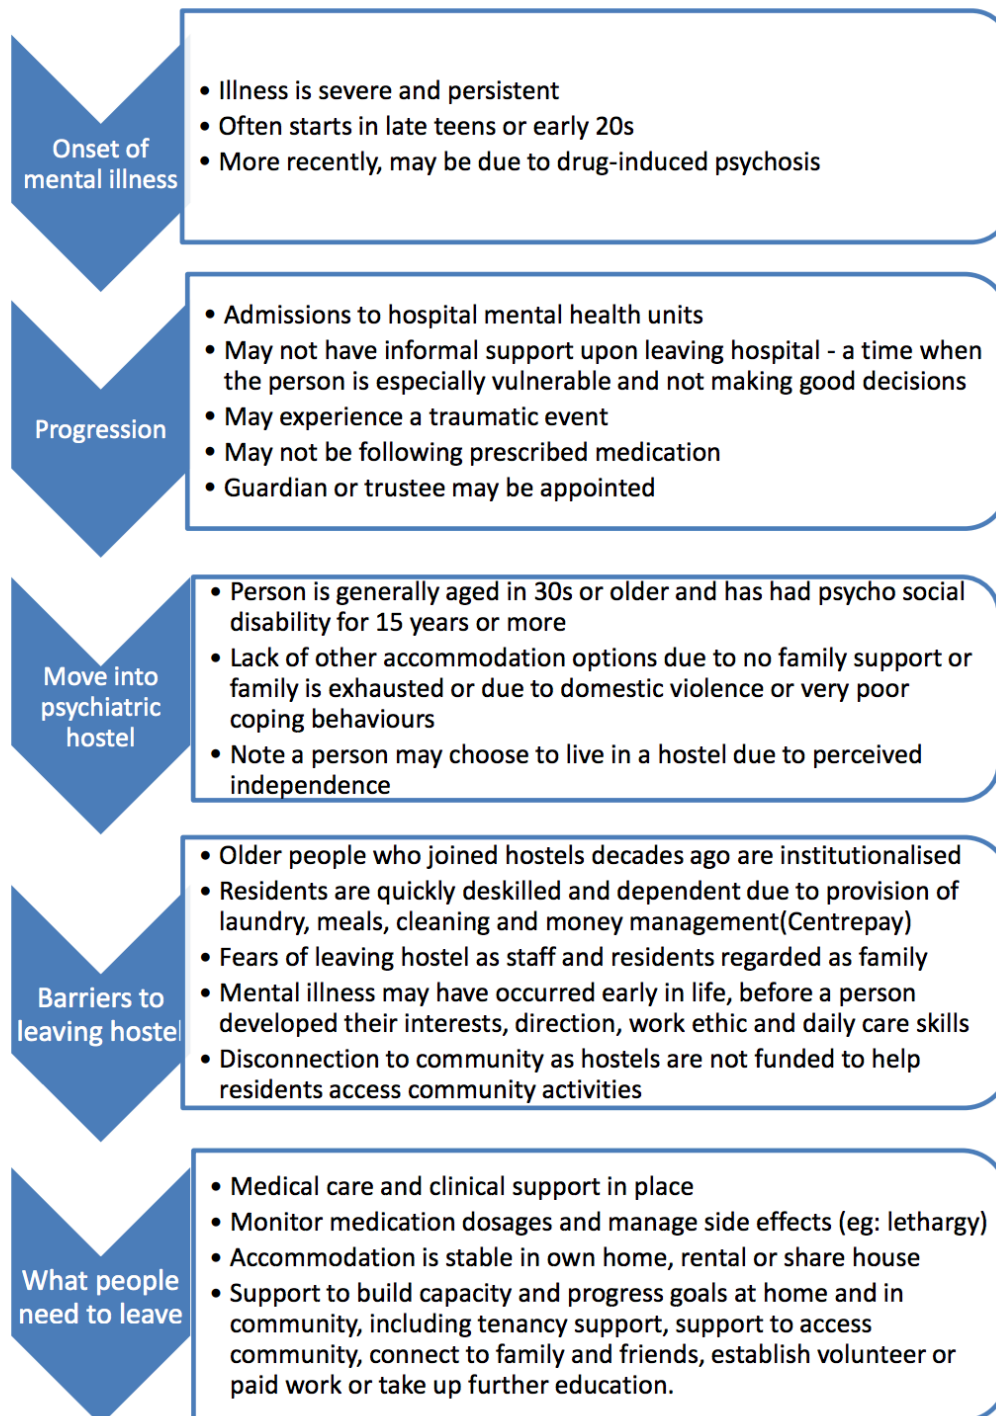 Onset of
mental illness
• Illness is severe and persistent
• Often starts in late teens or early 20s
• More recently, may be due to drug-induced psychosis
Progression
• Admissions to hospital mental health units
• May not have informal support upon leaving hospital - a time when
the person is especially vulnerable and not making good decisions
• May experience a traumatic event
• May not be following prescribed medication
• Guardian or trustee may be appointed
Move into
psychiatric
hostel
• Person is generally aged in 30s or older and has had psycho social
disability for 15 years or more
• Lack of other accommodation options due to no family support or
family is exhausted or due to domestic violence or very poor
coping behaviours
• Note a person may choose to live in a hostel due to perceived
independence
Barriers to
leaving hostel
• Older people who joined hostels decades ago are institutionalised
• Residents are quickly deskilled and dependent due to provision of
laundry, meals, cleaning and money management(Centrepay)
• Fears of leaving hostel as staff and residents regarded as family
• Mental illness may have occurred early in life, before a person
developed their interests, direction, work ethic and daily care skills
• Disconnection to community as hostels are not funded to help
residents access community activities
What people
need to leave
• Medical care and clinical support in place
• Monitor medication dosages and manage side effects (eg: lethargy)
• Accommodation is stable in own home, rental or share house
• Support to build capacity and progress goals at home and in
community, including tenancy support, support to access
community, connect to family and friends, establish volunteer or
paid work or take up further education.